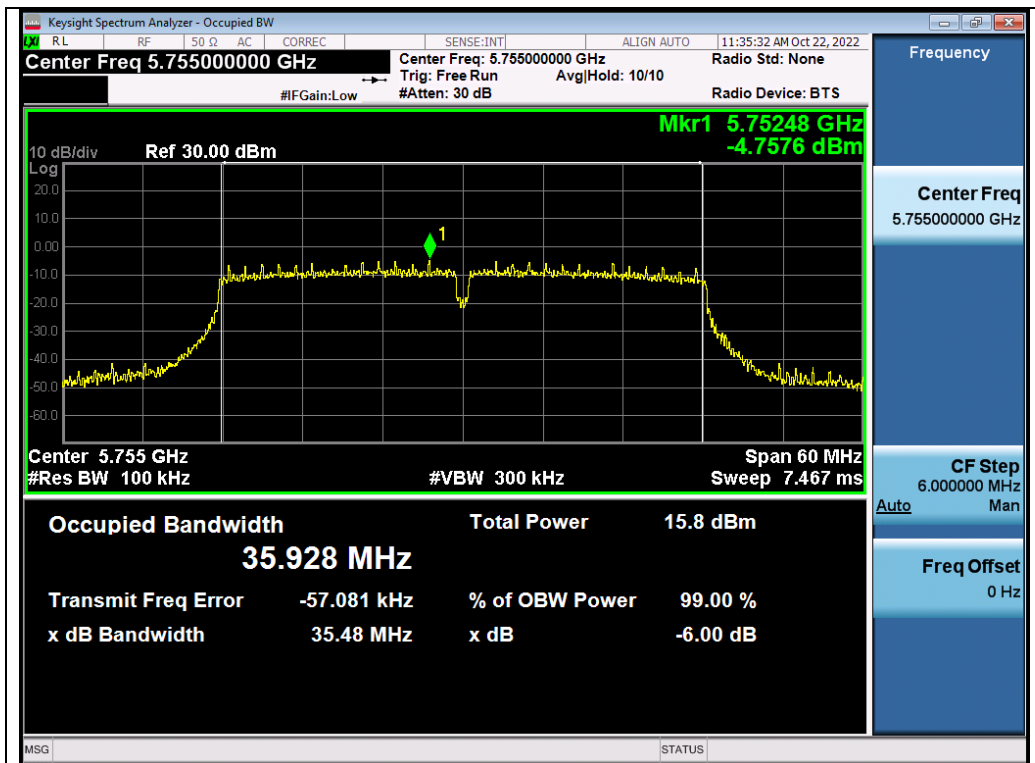 Keysight Spectrum Analyzer - Occupied BW
LXI RL RF 50 Ω AC CORREC SENSE:INT ALIGN AUTO 11:35:32 AM Oct 22, 2022
Center Freq 5.755000000 GHz
Center Freq: 5.755000000 GHz Radio Std: None
Trig: Free Run Avg|Hold: 10/10
#IFGain:Low #Atten: 30 dB Radio Device: BTS
Mkr1 5.75248 GHz
-4.7576 dBm
10 dB/div Ref 30.00 dBm
Log
20.0
10.0
1
0.00
-10.0
-20.0
-30.0
-40.0
-50.0
-60.0
Center 5.755 GHz Span 60 MHz
#Res BW 100 kHz #VBW 300 kHz Sweep 7.467 ms
Occupied Bandwidth Total Power 15.8 dBm
35.928 MHz
Transmit Freq Error -57.081 kHz % of OBW Power 99.00 %
x dB Bandwidth 35.48 MHz x dB -6.00 dB
Frequency
Center Freq
5.755000000 GHz
CF Step
6.000000 MHz
Auto Man
Freq Offset
0 Hz
MSG STATUS